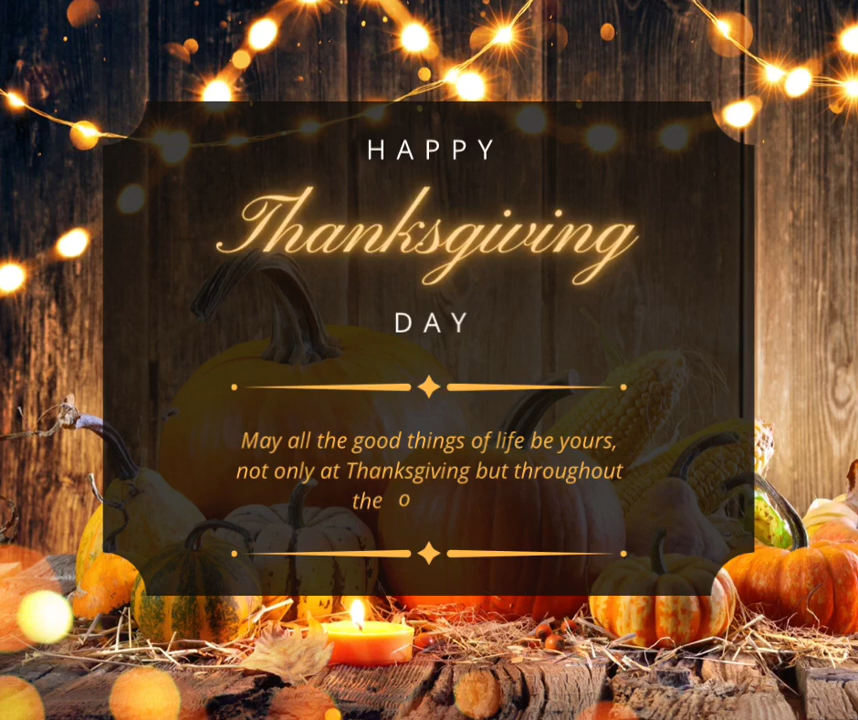 HAPPY
Thanksgiving
DAY
May all the good things of life be yours,
not only at Thanksgiving but throughout
the o